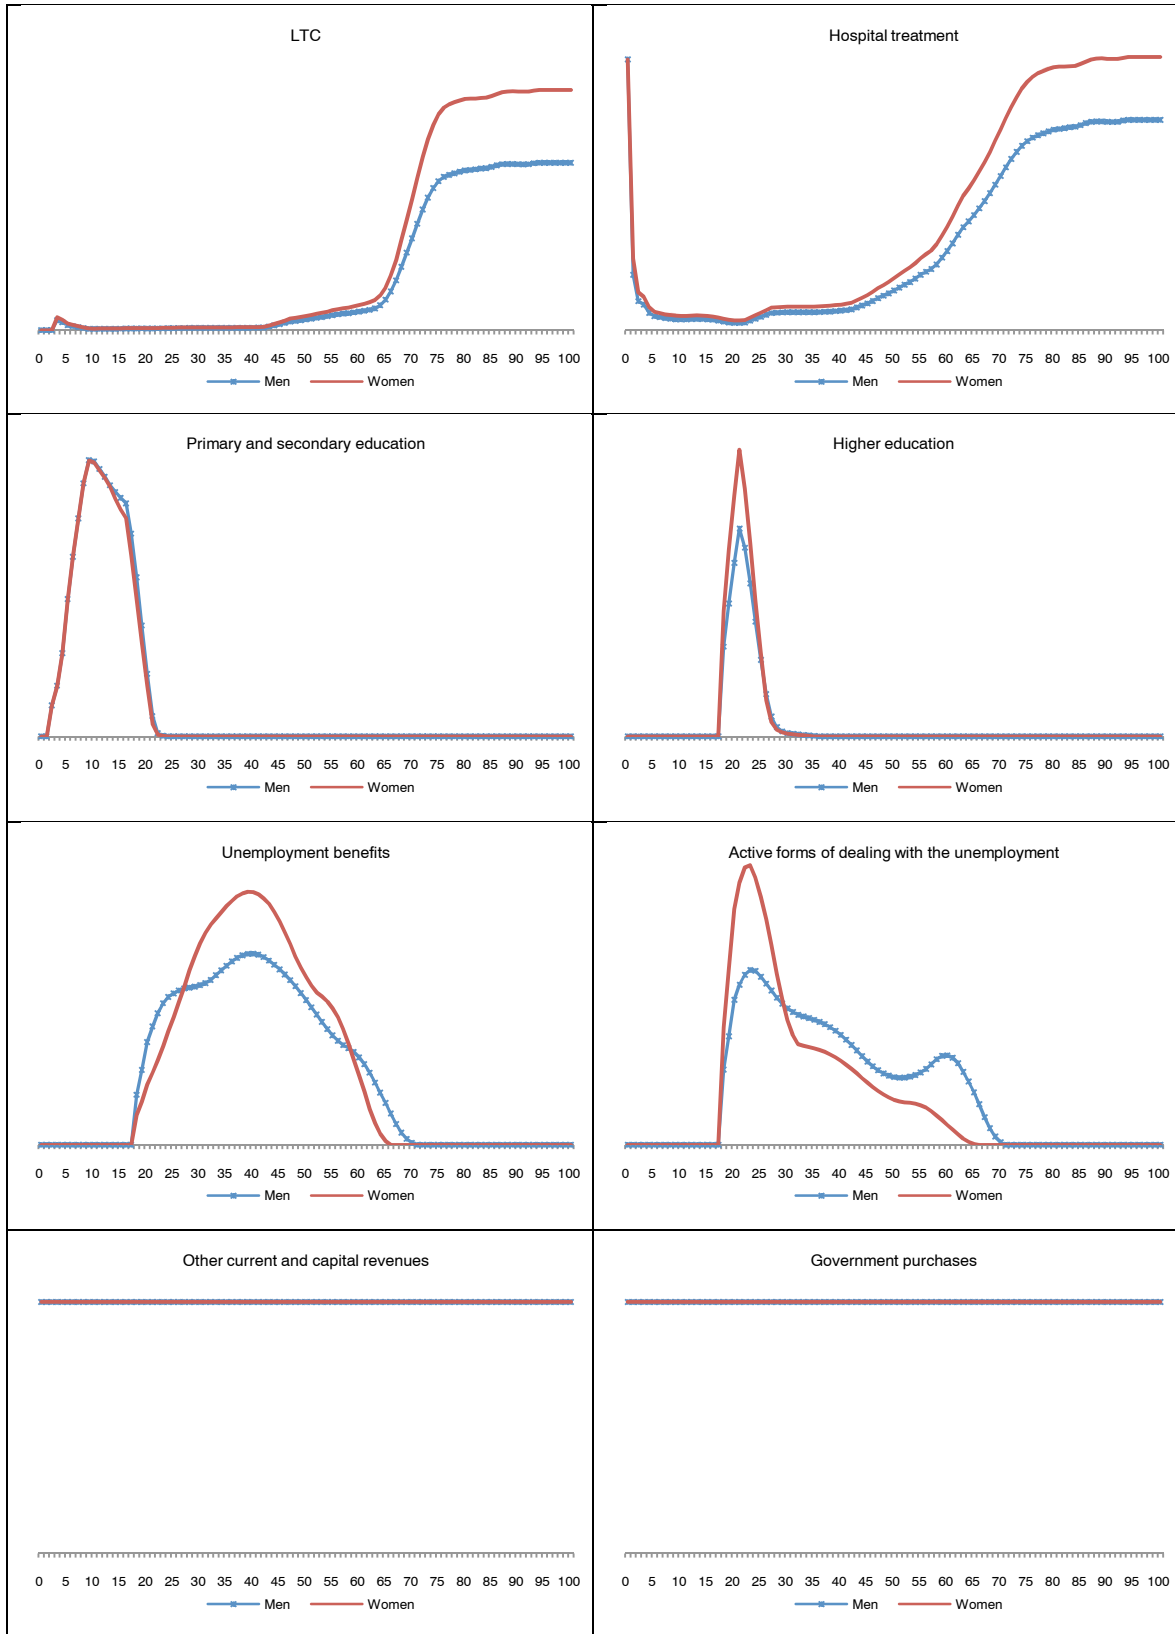 LTC
0 5 10 15 20 25 30 35 40 45 50 55 60 65 70 75 80 85 90 95 100
Men Women
Hospital treatment
0 5 10 15 20 25 30 35 40 45 50 55 60 65 70 75 80 85 90 95 100
Men Women
Primary and secondary education
0 5 10 15 20 25 30 35 40 45 50 55 60 65 70 75 80 85 90 95 100
Men Women
Higher education
0 5 10 15 20 25 30 35 40 45 50 55 60 65 70 75 80 85 90 95 100
Men Women
Unemployment benefits
0 5 10 15 20 25 30 35 40 45 50 55 60 65 70 75 80 85 90 95 100
Men Women
Active forms of dealing with the unemployment
0 5 10 15 20 25 30 35 40 45 50 55 60 65 70 75 80 85 90 95 100
Men Women
Other current and capital revenues
0 5 10 15 20 25 30 35 40 45 50 55 60 65 70 75 80 85 90 95 100
Men Women
Government purchases
0 5 10 15 20 25 30 35 40 45 50 55 60 65 70 75 80 85 90 95 100
Men Women